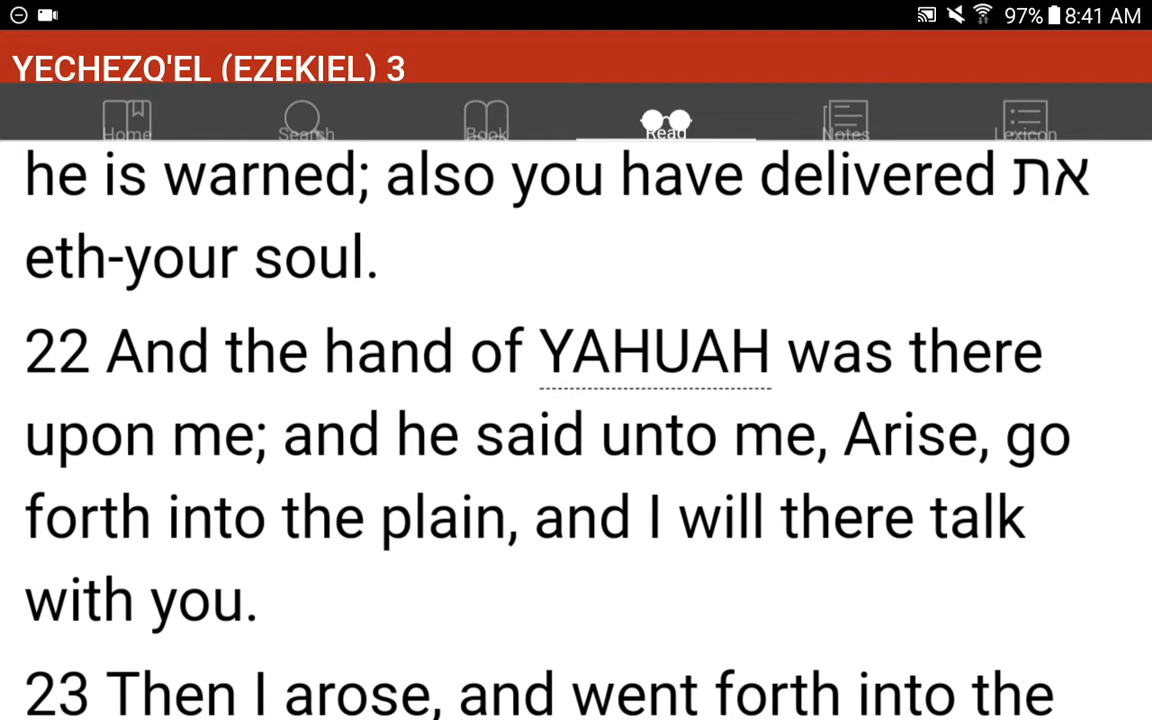 97% 8:41 AM
YECHEZQ'EL (EZEKIEL) 3
Home Search Book Read Notes Lexicon
he is warned; also you have delivered את
eth-your soul.
22 And the hand of YAHUAH was there
upon me; and he said unto me, Arise, go
forth into the plain, and I will there talk
with you.
23 Then I arose, and went forth into the